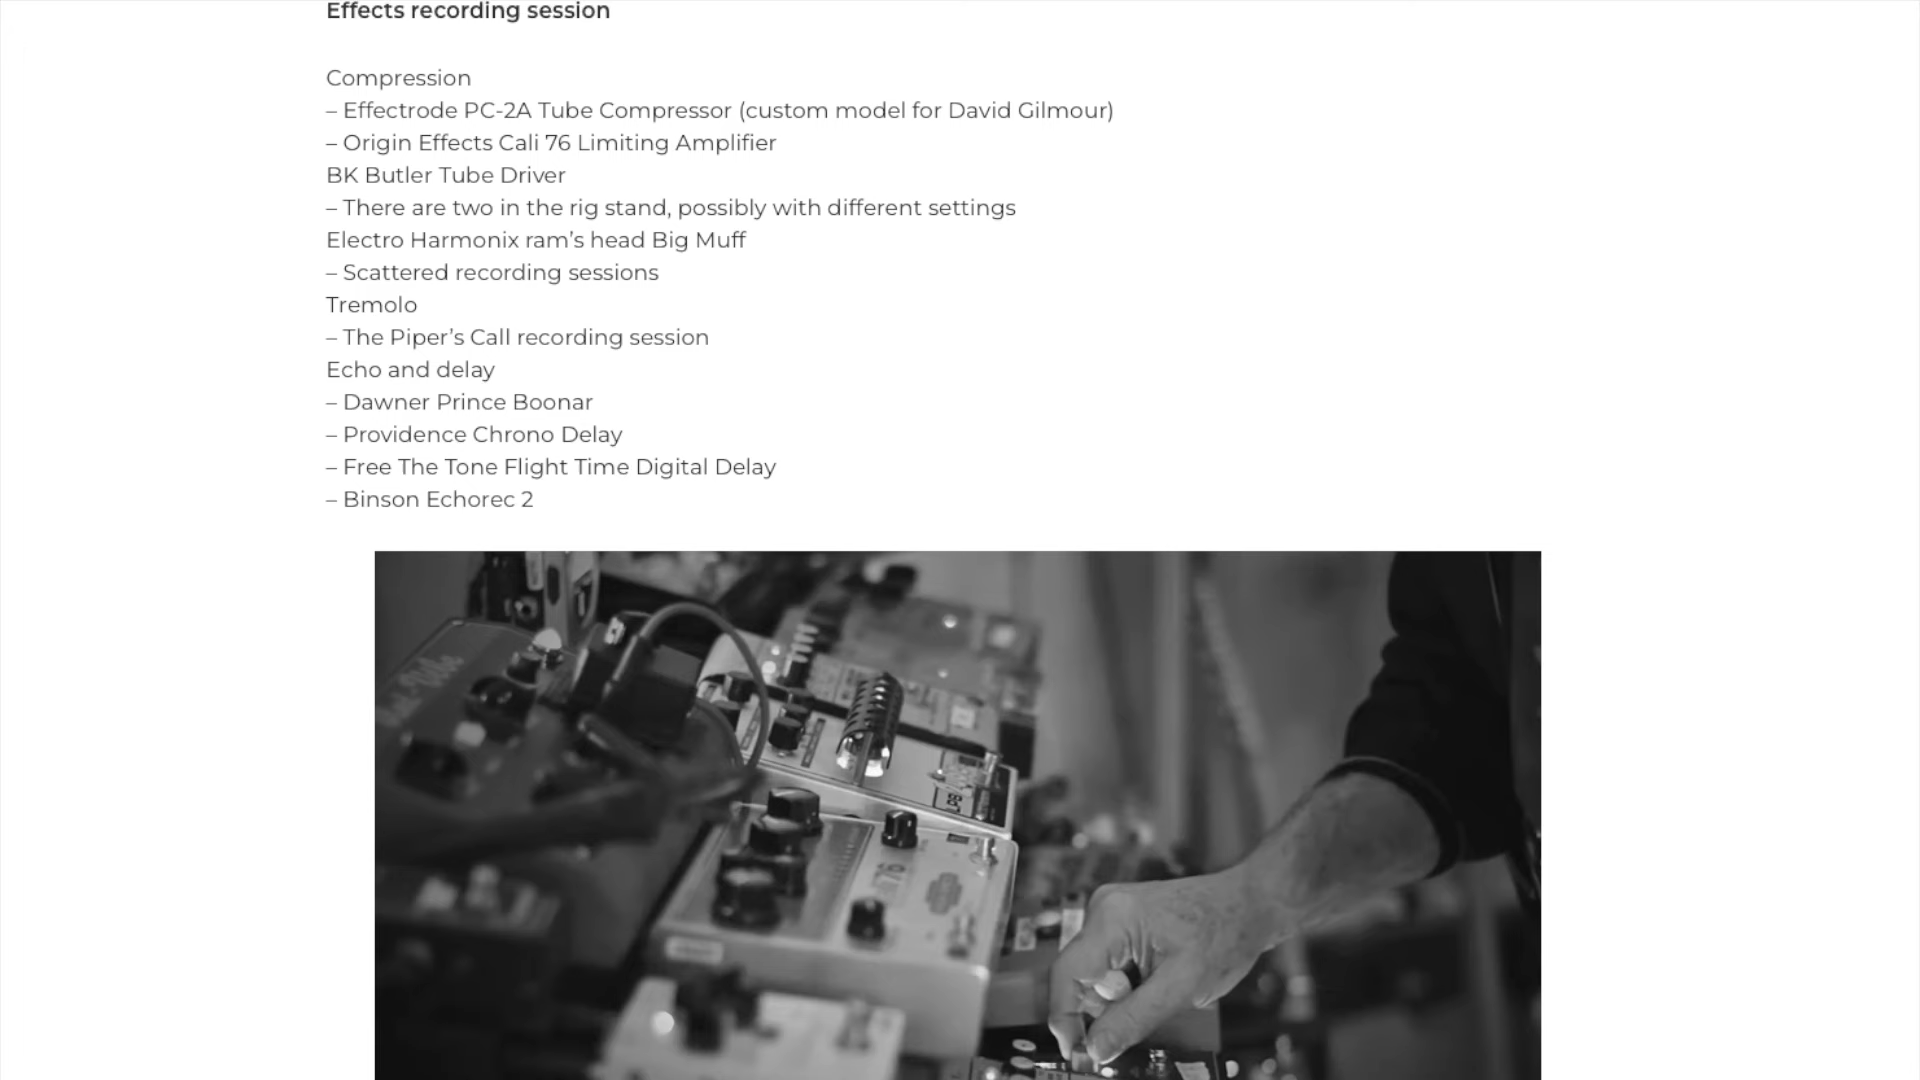 Effects recording session
Compression
– Effectrode PC-2A Tube Compressor (custom model for David Gilmour)
– Origin Effects Cali 76 Limiting Amplifier
BK Butler Tube Driver
– There are two in the rig stand, possibly with different settings
Electro Harmonix ram’s head Big Muff
– Scattered recording sessions
Tremolo
– The Piper’s Call recording session
Echo and delay
– Dawner Prince Boonar
– Providence Chrono Delay
– Free The Tone Flight Time Digital Delay
– Binson Echorec 2
76